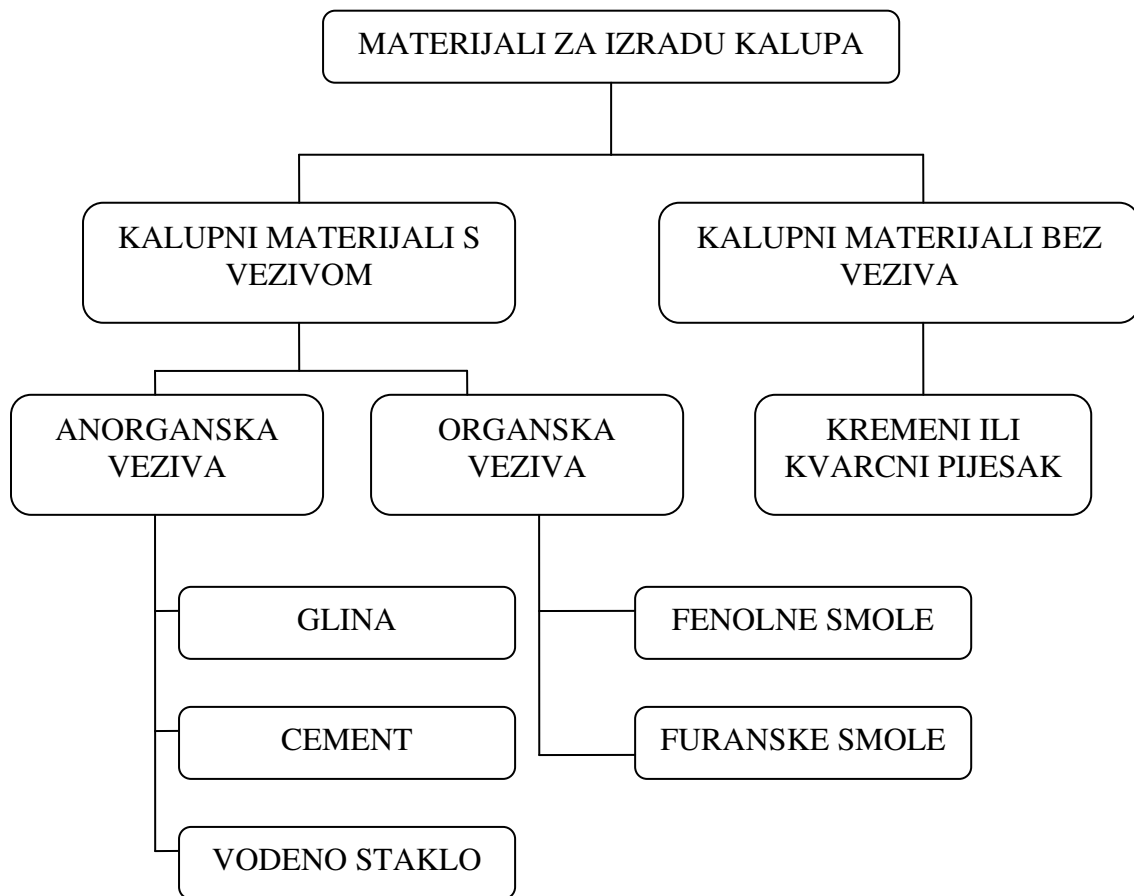 MATERIJALI ZA IZRADU KALUPA
KALUPNI MATERIJALI S
VEZIVOM
KALUPNI MATERIJALI BEZ
VEZIVA
ANORGANSKA
VEZIVA
ORGANSKA
VEZIVA
KREMENI ILI
KVARCNI PIJESAK
GLINA
FENOLNE SMOLE
CEMENT
FURANSKE SMOLE
VODENO STAKLO